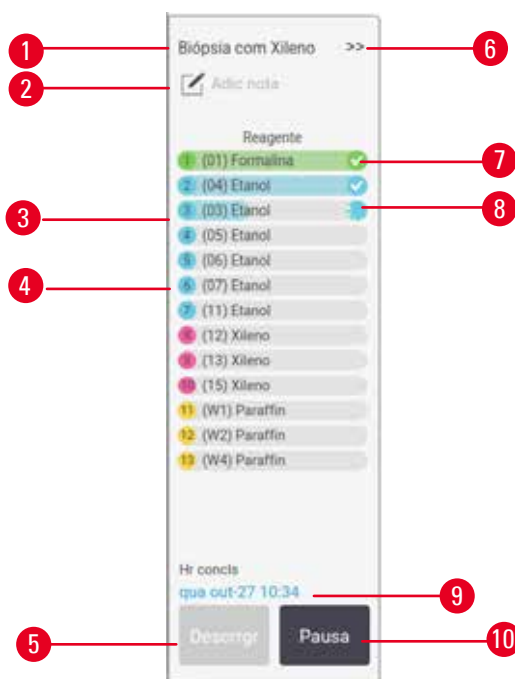 1 Biópsia com Xileno >> 6
2 Adic nota
Reagente
1 (01) Formalina 7
2 (04) Etanol
3 3 (03) Etanol 8
4 (05) Etanol
5 (06) Etanol
4 6 (07) Etanol
7 (11) Etanol
8 (12) Xileno
9 (13) Xileno
10 (15) Xileno
11 (W1) Paraffin
12 (W2) Paraffin
13 (W4) Paraffin
Hr concls
qua out-27 10:34 9
5 Descrrgr Pausa 10